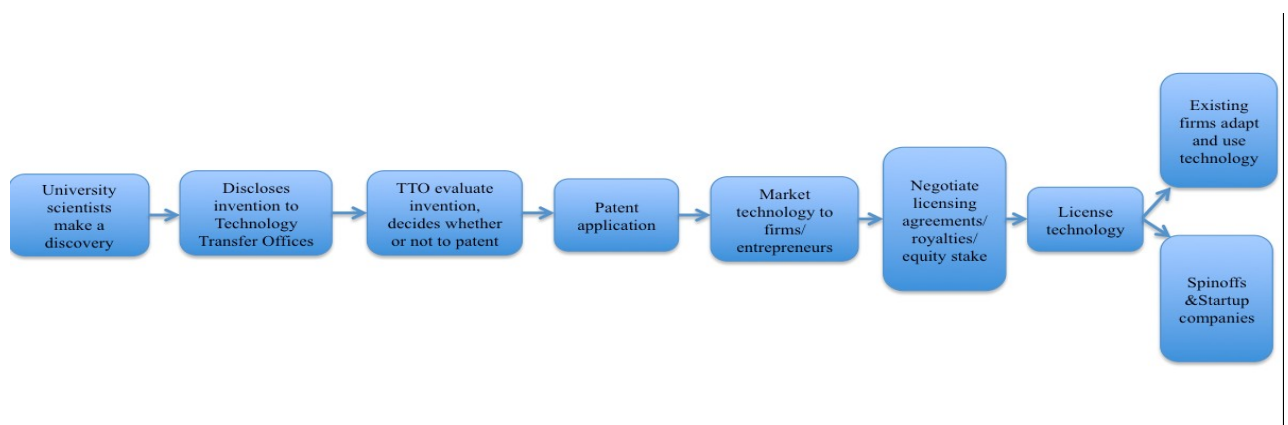 University
scientists
make a
discovery
Discloses
invention to
Technology
Transfer Offices
TTO evaluate
invention,
decides whether
or not to patent
Patent
application
Market
technology to
firms/
entrepreneurs
Negotiate
licensing
agreements/
royalties/
equity stake
License
technology
Existing
firms adapt
and use
technology
Spinoffs
&Startup
companies